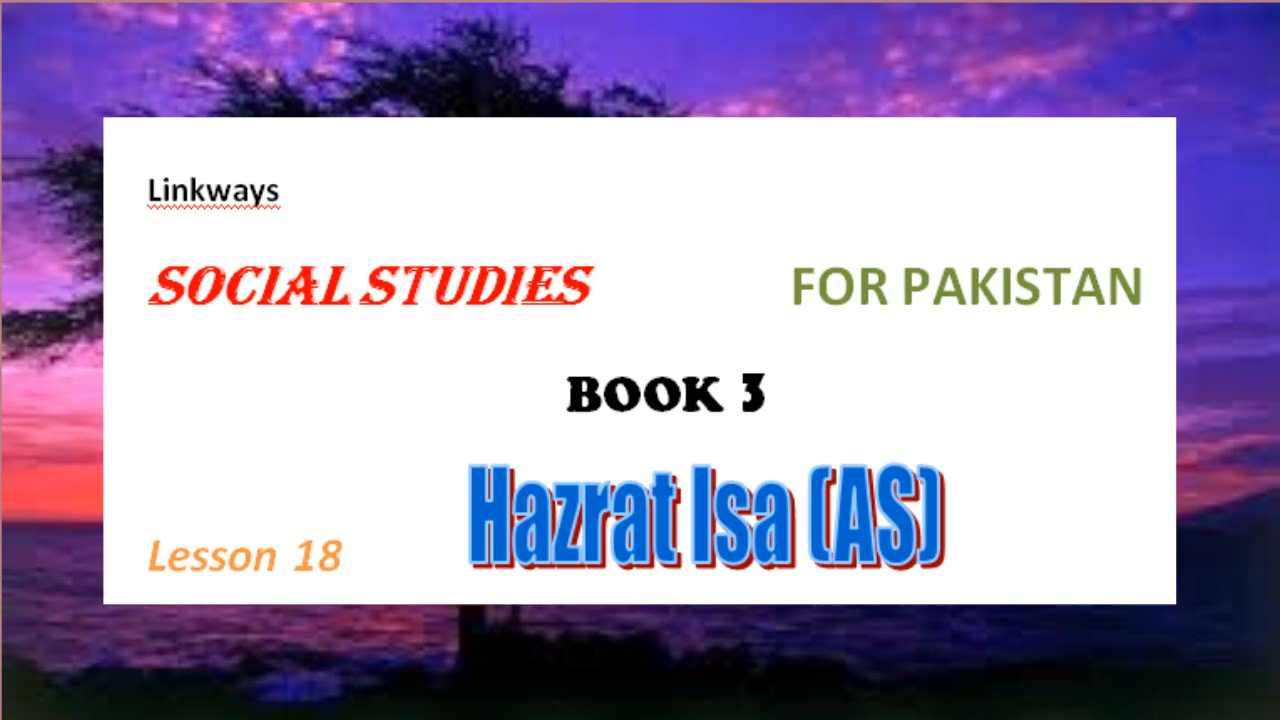 Linkways
SOCIAL STUDIES FOR PAKISTAN
BOOK 3
Hazrat Isa (AS)
Lesson 18